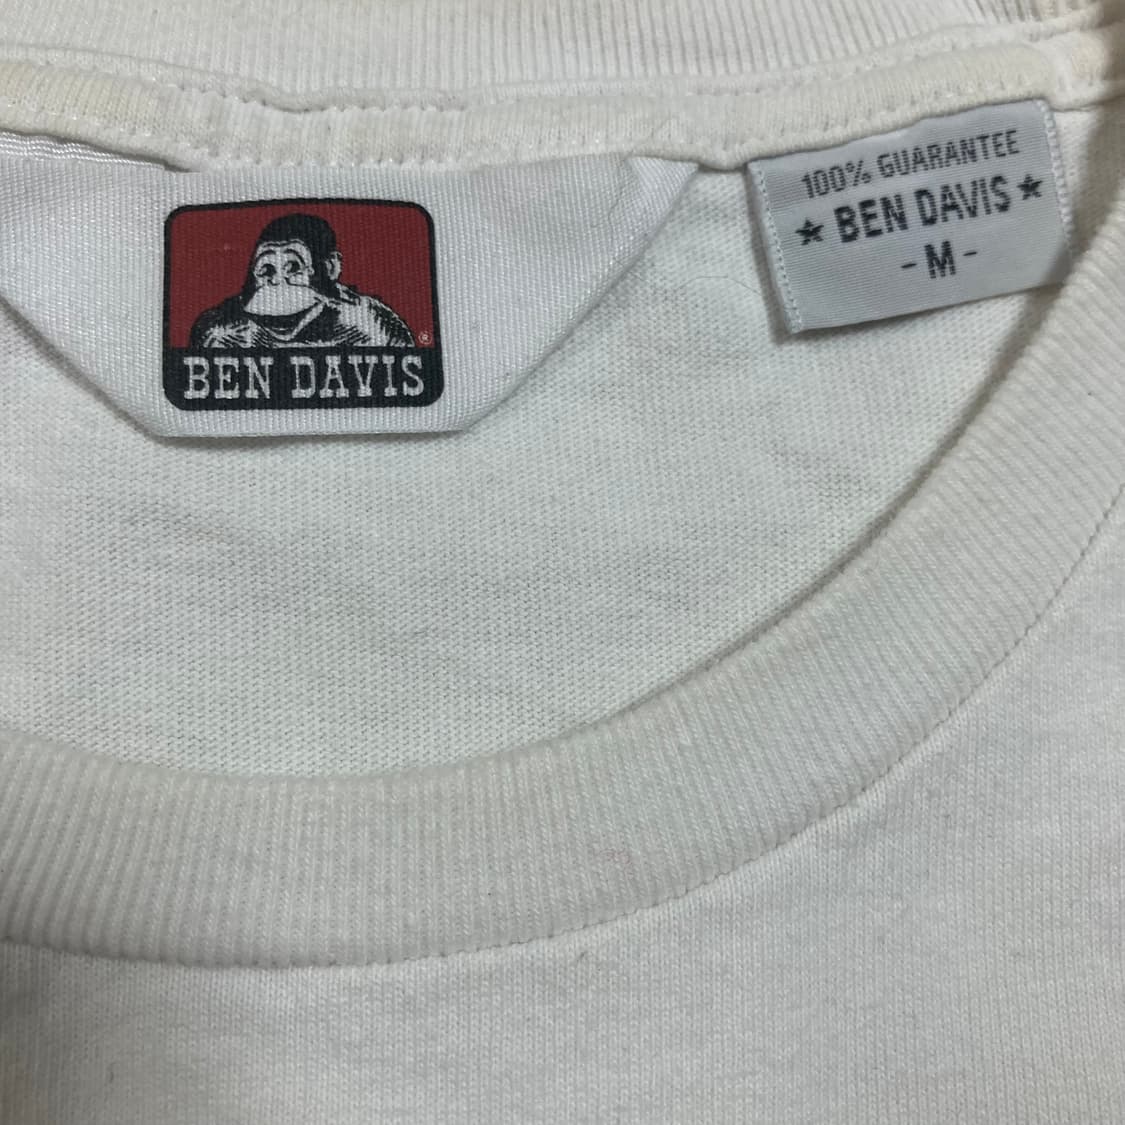 BEN DAVIS
®
100% GUARANTEE
★ BEN DAVIS ★
- M -